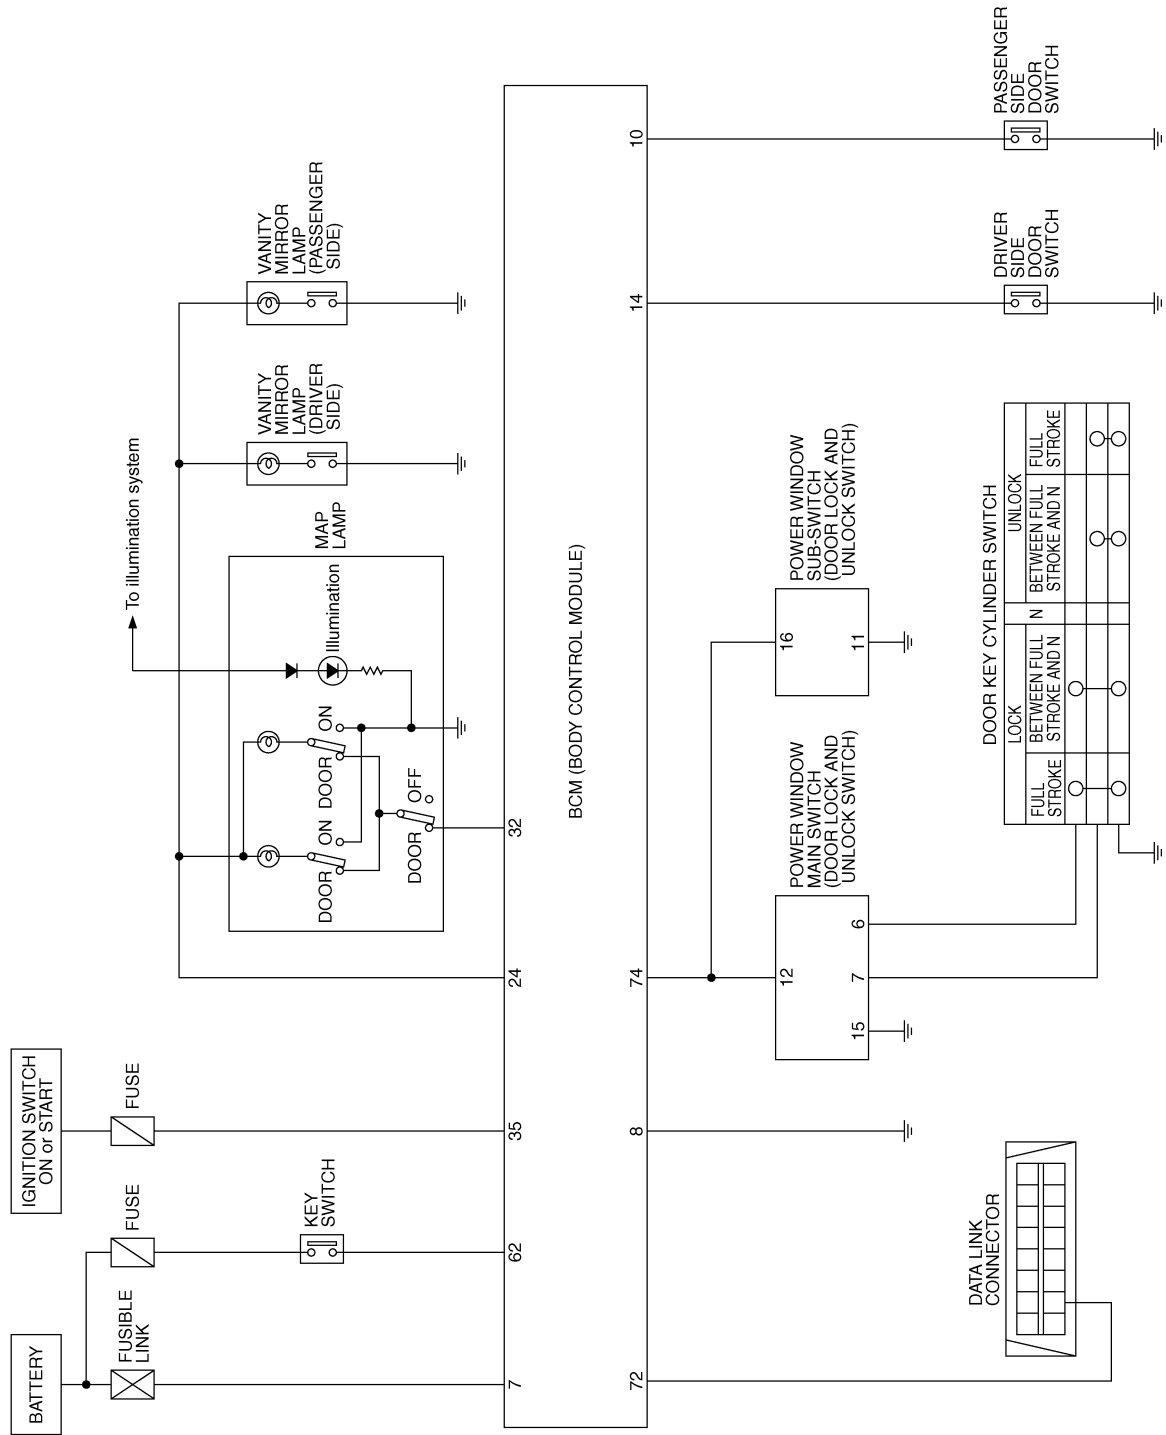 BATTERY
FUSIBLE
LINK
FUSE
KEY
SWITCH
IGNITION SWITCH
ON or START
FUSE
To illumination system
MAP
LAMP
Illumination
DOOR
ON
DOOR
ON
DOOR
OFF
VANITY
MIRROR
LAMP
(DRIVER
SIDE)
VANITY
MIRROR
LAMP
(PASSENGER
SIDE)
7
62
35
24
32
BCM (BODY CONTROL MODULE)
72
8
74
14
10
DATA LINK
CONNECTOR
POWER WINDOW
MAIN SWITCH
(DOOR LOCK AND
UNLOCK SWITCH)
12
15
7
6
POWER WINDOW
SUB-SWITCH
(DOOR LOCK AND
UNLOCK SWITCH)
16
11
DOOR KEY CYLINDER SWITCH
LOCK
N
UNLOCK
FULL
STROKE
BETWEEN FULL
STROKE AND N
BETWEEN FULL
STROKE AND N
FULL
STROKE
DRIVER
SIDE
DOOR
SWITCH
PASSENGER
SIDE
DOOR
SWITCH